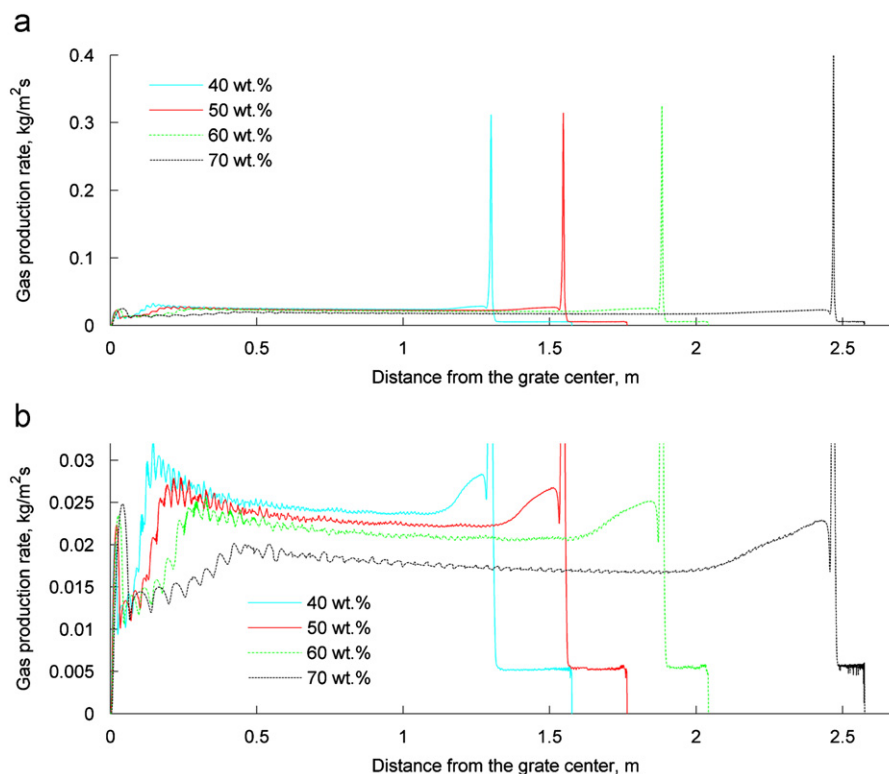 a
Gas production rate, kg/m²s
0.4
0.3
0.2
0.1
0
40 wt.%
50 wt.%
60 wt.%
70 wt.%
0 0.5 1 1.5 2 2.5
Distance from the grate center, m
b
Gas production rate, kg/m²s
0.03
0.025
0.02
0.015
0.01
0.005
0
40 wt.%
50 wt.%
60 wt.%
70 wt.%
0 0.5 1 1.5 2 2.5
Distance from the grate center, m